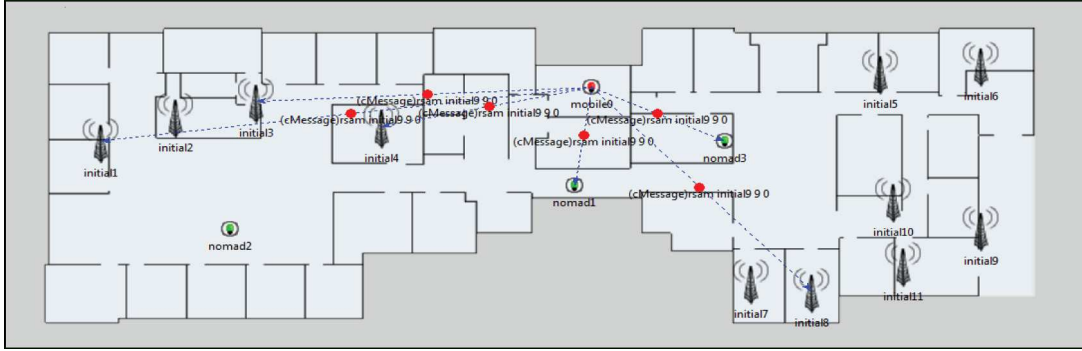 initial5
initial6
mobile0
(cMessage)rsam initial9 9 0
(cMessage)rsam initial9 9 0
(cMessage)rsam initial9 9 0
(cMessage)rsam initial9 9 0
initial3
initial2
initial4
(cMessage)rsam initial9 9 0
nomad3
initial1
(cMessage)rsam initial9 9 0
nomad1
nomad2
initial10
initial9
initial11
initial7
initial8